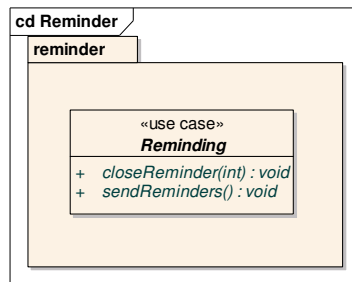 cd Reminder
reminder
«use case»
Reminding
+ closeReminder(int) : void
+ sendReminders() : void